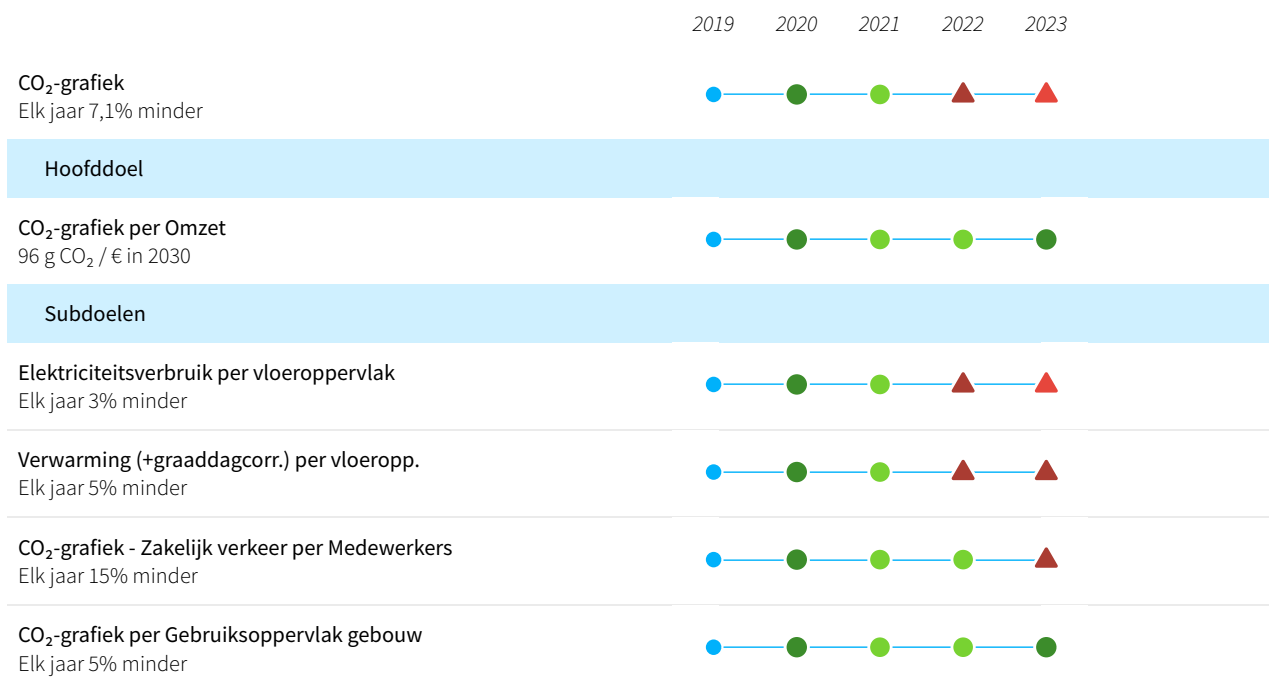 2019 2020 2021 2022 2023
CO₂-grafiek
Elk jaar 7,1% minder
Hoofddoel
CO₂-grafiek per Omzet
96 g CO₂ / € in 2030
Subdoelen
Elektriciteitsverbruik per vloeroppervlak
Elk jaar 3% minder
Verwarming (+graaddagcorr.) per vloeropp.
Elk jaar 5% minder
CO₂-grafiek - Zakelijk verkeer per Medewerkers
Elk jaar 15% minder
CO₂-grafiek per Gebruiksoppervlak gebouw
Elk jaar 5% minder